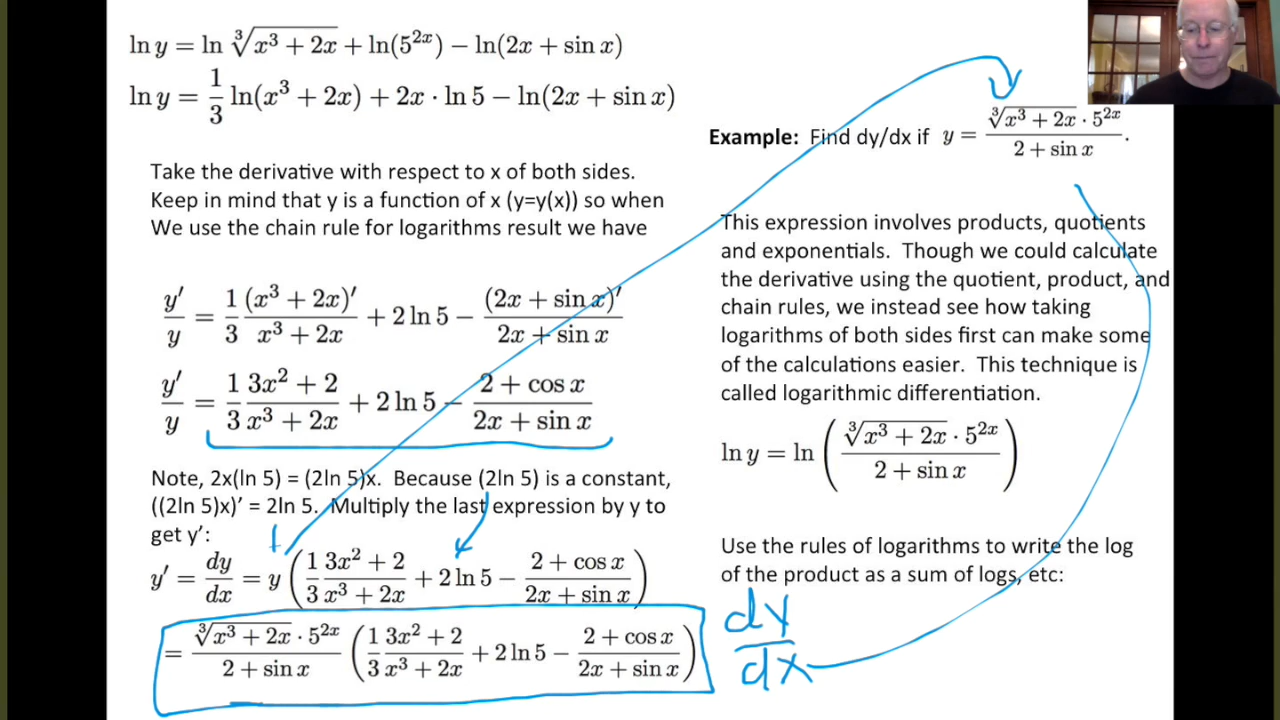 ln y = ln ∛(x³ + 2x) + ln(5²ˣ) − ln(2x + sin x)
ln y = 1/3 ln(x³ + 2x) + 2x · ln 5 − ln(2x + sin x)
Take the derivative with respect to x of both sides.
Keep in mind that y is a function of x (y=y(x)) so when
We use the chain rule for logarithms result we have
y′/y = 1/3 (x³ + 2x)′/(x³ + 2x) + 2 ln 5 − (2x + sin x)′/(2x + sin x)
y′/y = 1/3 (3x² + 2)/(x³ + 2x) + 2 ln 5 − (2 + cos x)/(2x + sin x)
Note, 2x(ln 5) = (2ln 5)x. Because (2ln 5) is a constant,
((2ln 5)x)′ = 2ln 5. Multiply the last expression by y to
get y′:
y′ = dy/dx = y (1/3 (3x² + 2)/(x³ + 2x) + 2 ln 5 − (2 + cos x)/(2x + sin x))
= (∛(x³ + 2x) · 5²ˣ)/(2 + sin x) (1/3 (3x² + 2)/(x³ + 2x) + 2 ln 5 − (2 + cos x)/(2x + sin x))
Example: Find dy/dx if y = (∛(x³ + 2x) · 5²ˣ)/(2 + sin x).
This expression involves products, quotients
and exponentials. Though we could calculate
the derivative using the quotient, product, and
chain rules, we instead see how taking
logarithms of both sides first can make some
of the calculations easier. This technique is
called logarithmic differentiation.
ln y = ln ((∛(x³ + 2x) · 5²ˣ)/(2 + sin x))
Use the rules of logarithms to write the log
of the product as a sum of logs, etc:
dy/dx